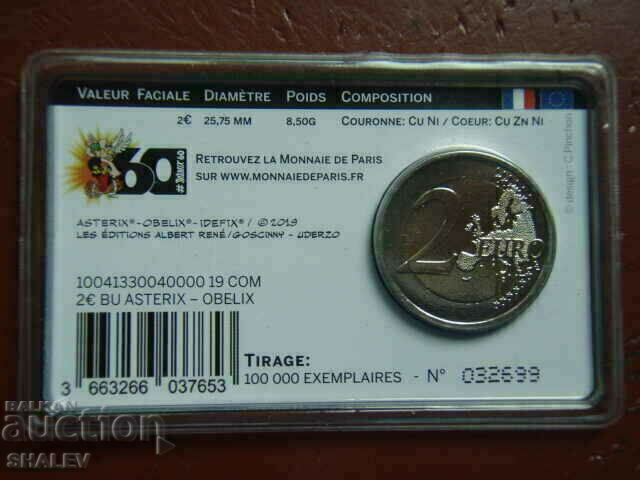 VALEUR FACIALE DIAMÈTRE POIDS COMPOSITION
2€ 25,75 MM 8,50G COURONNE: CU NI / COEUR: CU ZN NI
60
#Astérix60
RETROUVEZ LA MONNAIE DE PARIS
SUR WWW.MONNAIEDEPARIS.FR
© design : C Pinchon
ASTERIX®-OBELIX®-IDEFIX® / © 2019
LES ÉDITIONS ALBERT RENÉ/GOSCINNY - UDERZO
2 EURO
10041330040000 19 COM
2€ BU ASTERIX – OBELIX
3 663266 037653
TIRAGE:
100 000 EXEMPLAIRES - N° 032699
BALKAN
auction
SHALEV